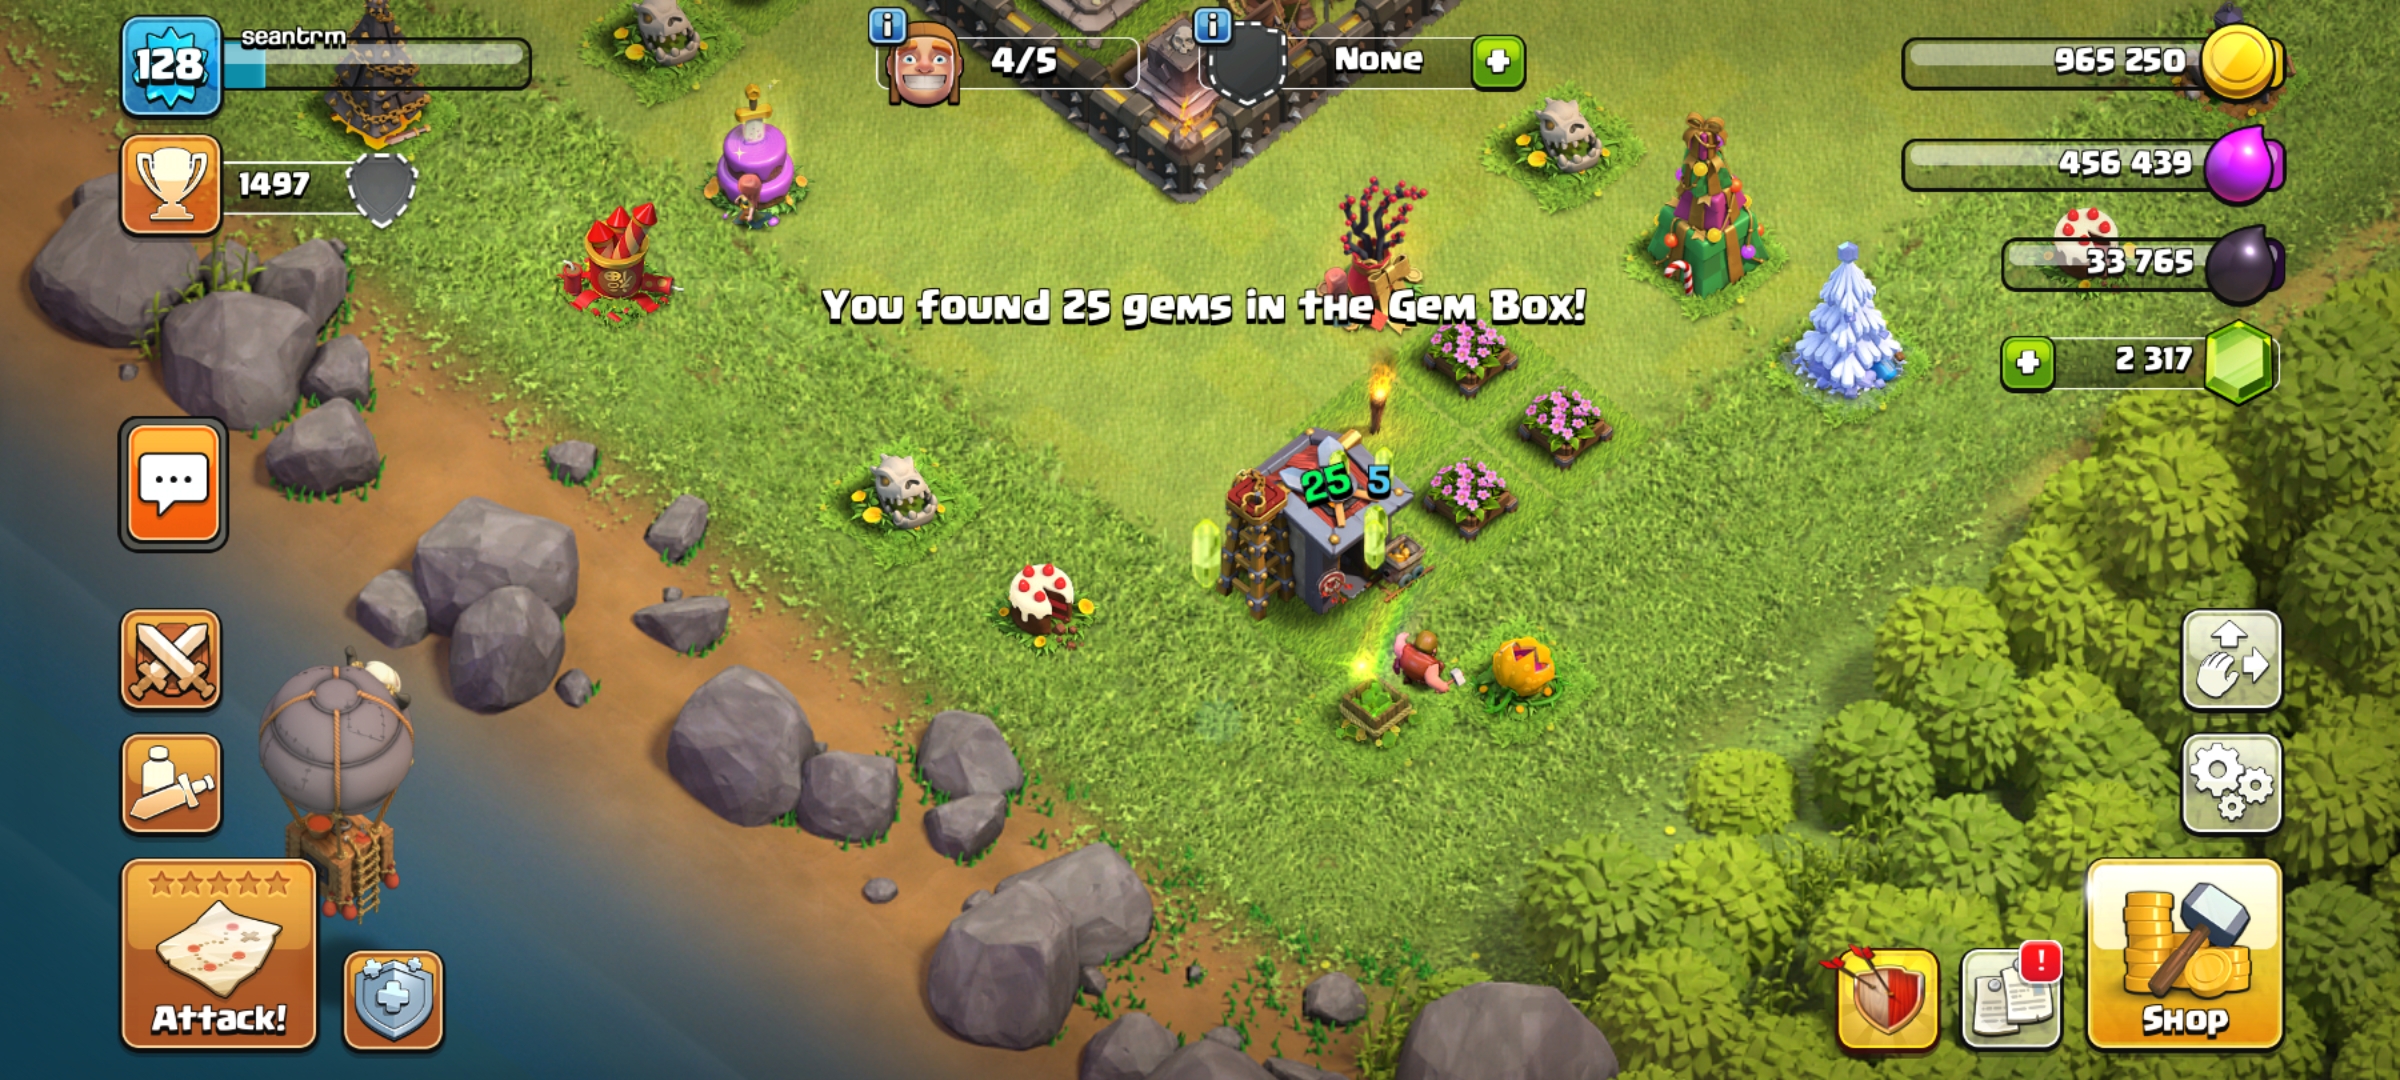 128
seantrm
4/5
None
965 250
1497
456 439
33 765
You found 25 gems in the Gem Box!
2 317
25 5
Attack!
!
Shop